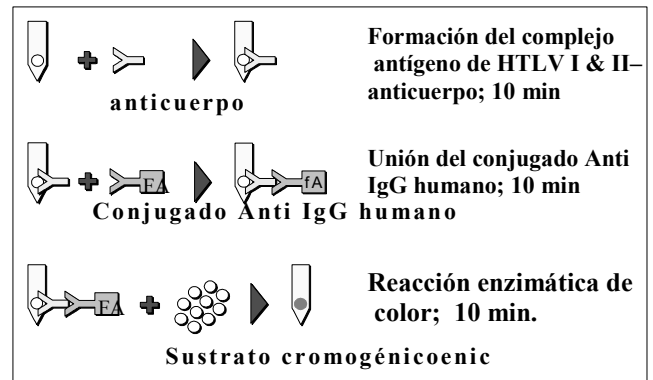 Formación del complejo
antígeno de HTLV I & II–
anticuerpo; 10 min
anticuerpo
Unión del conjugado Anti
IgG humano; 10 min
FA
fA
Conjugado Anti IgG humano
Reacción enzimática de
color; 10 min.
FA
Sustrato cromogénicoenic